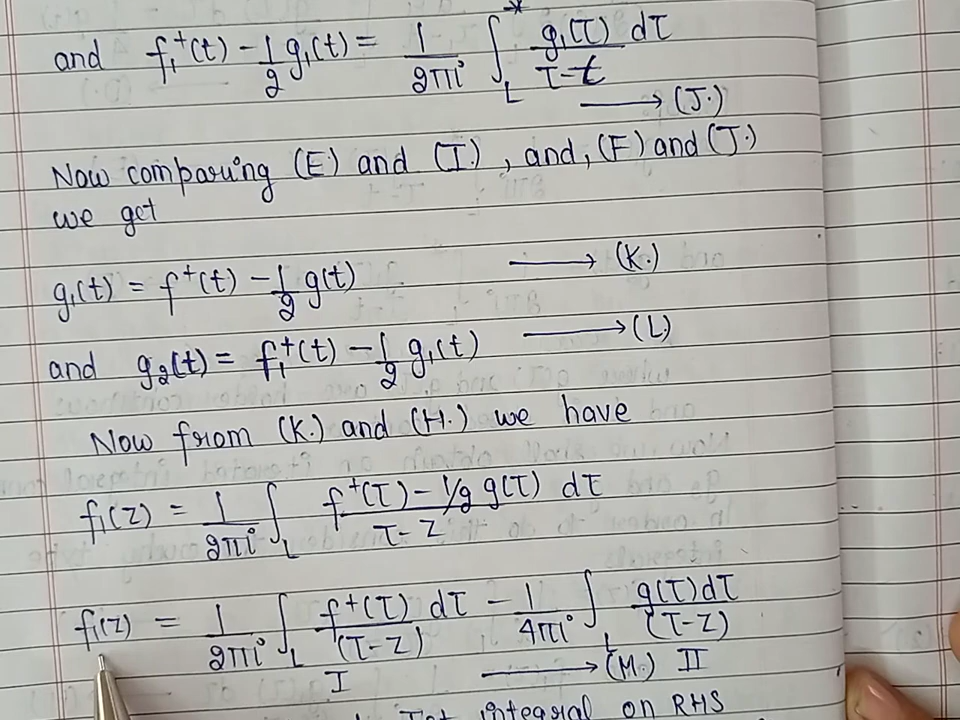 and f₁⁺(t) - 1/2 g₁(t) = 1/2πi ∫*_L g₁(τ) dτ / τ-t
⟶ (J.)
Now comparing (E.) and (I.), and, (F) and (J.)
we get
g₁(t) = f⁺(t) - 1/2 g(t) ⟶ (K.)
and g₂(t) = f₁⁺(t) - 1/2 g₁(t) ⟶ (L.)
Now from (K.) and (H.) we have
f₁(z) = 1/2πi ∫_L f⁺(τ) - 1/2 g(τ) dτ / τ-z
f₁(z) = 1/2πi ∫_L f⁺(τ) dτ / (τ-z) - 1/4πi ∫_L g(τ)dτ / (τ-z)
I ⟶ (M.) II
integral on RHS